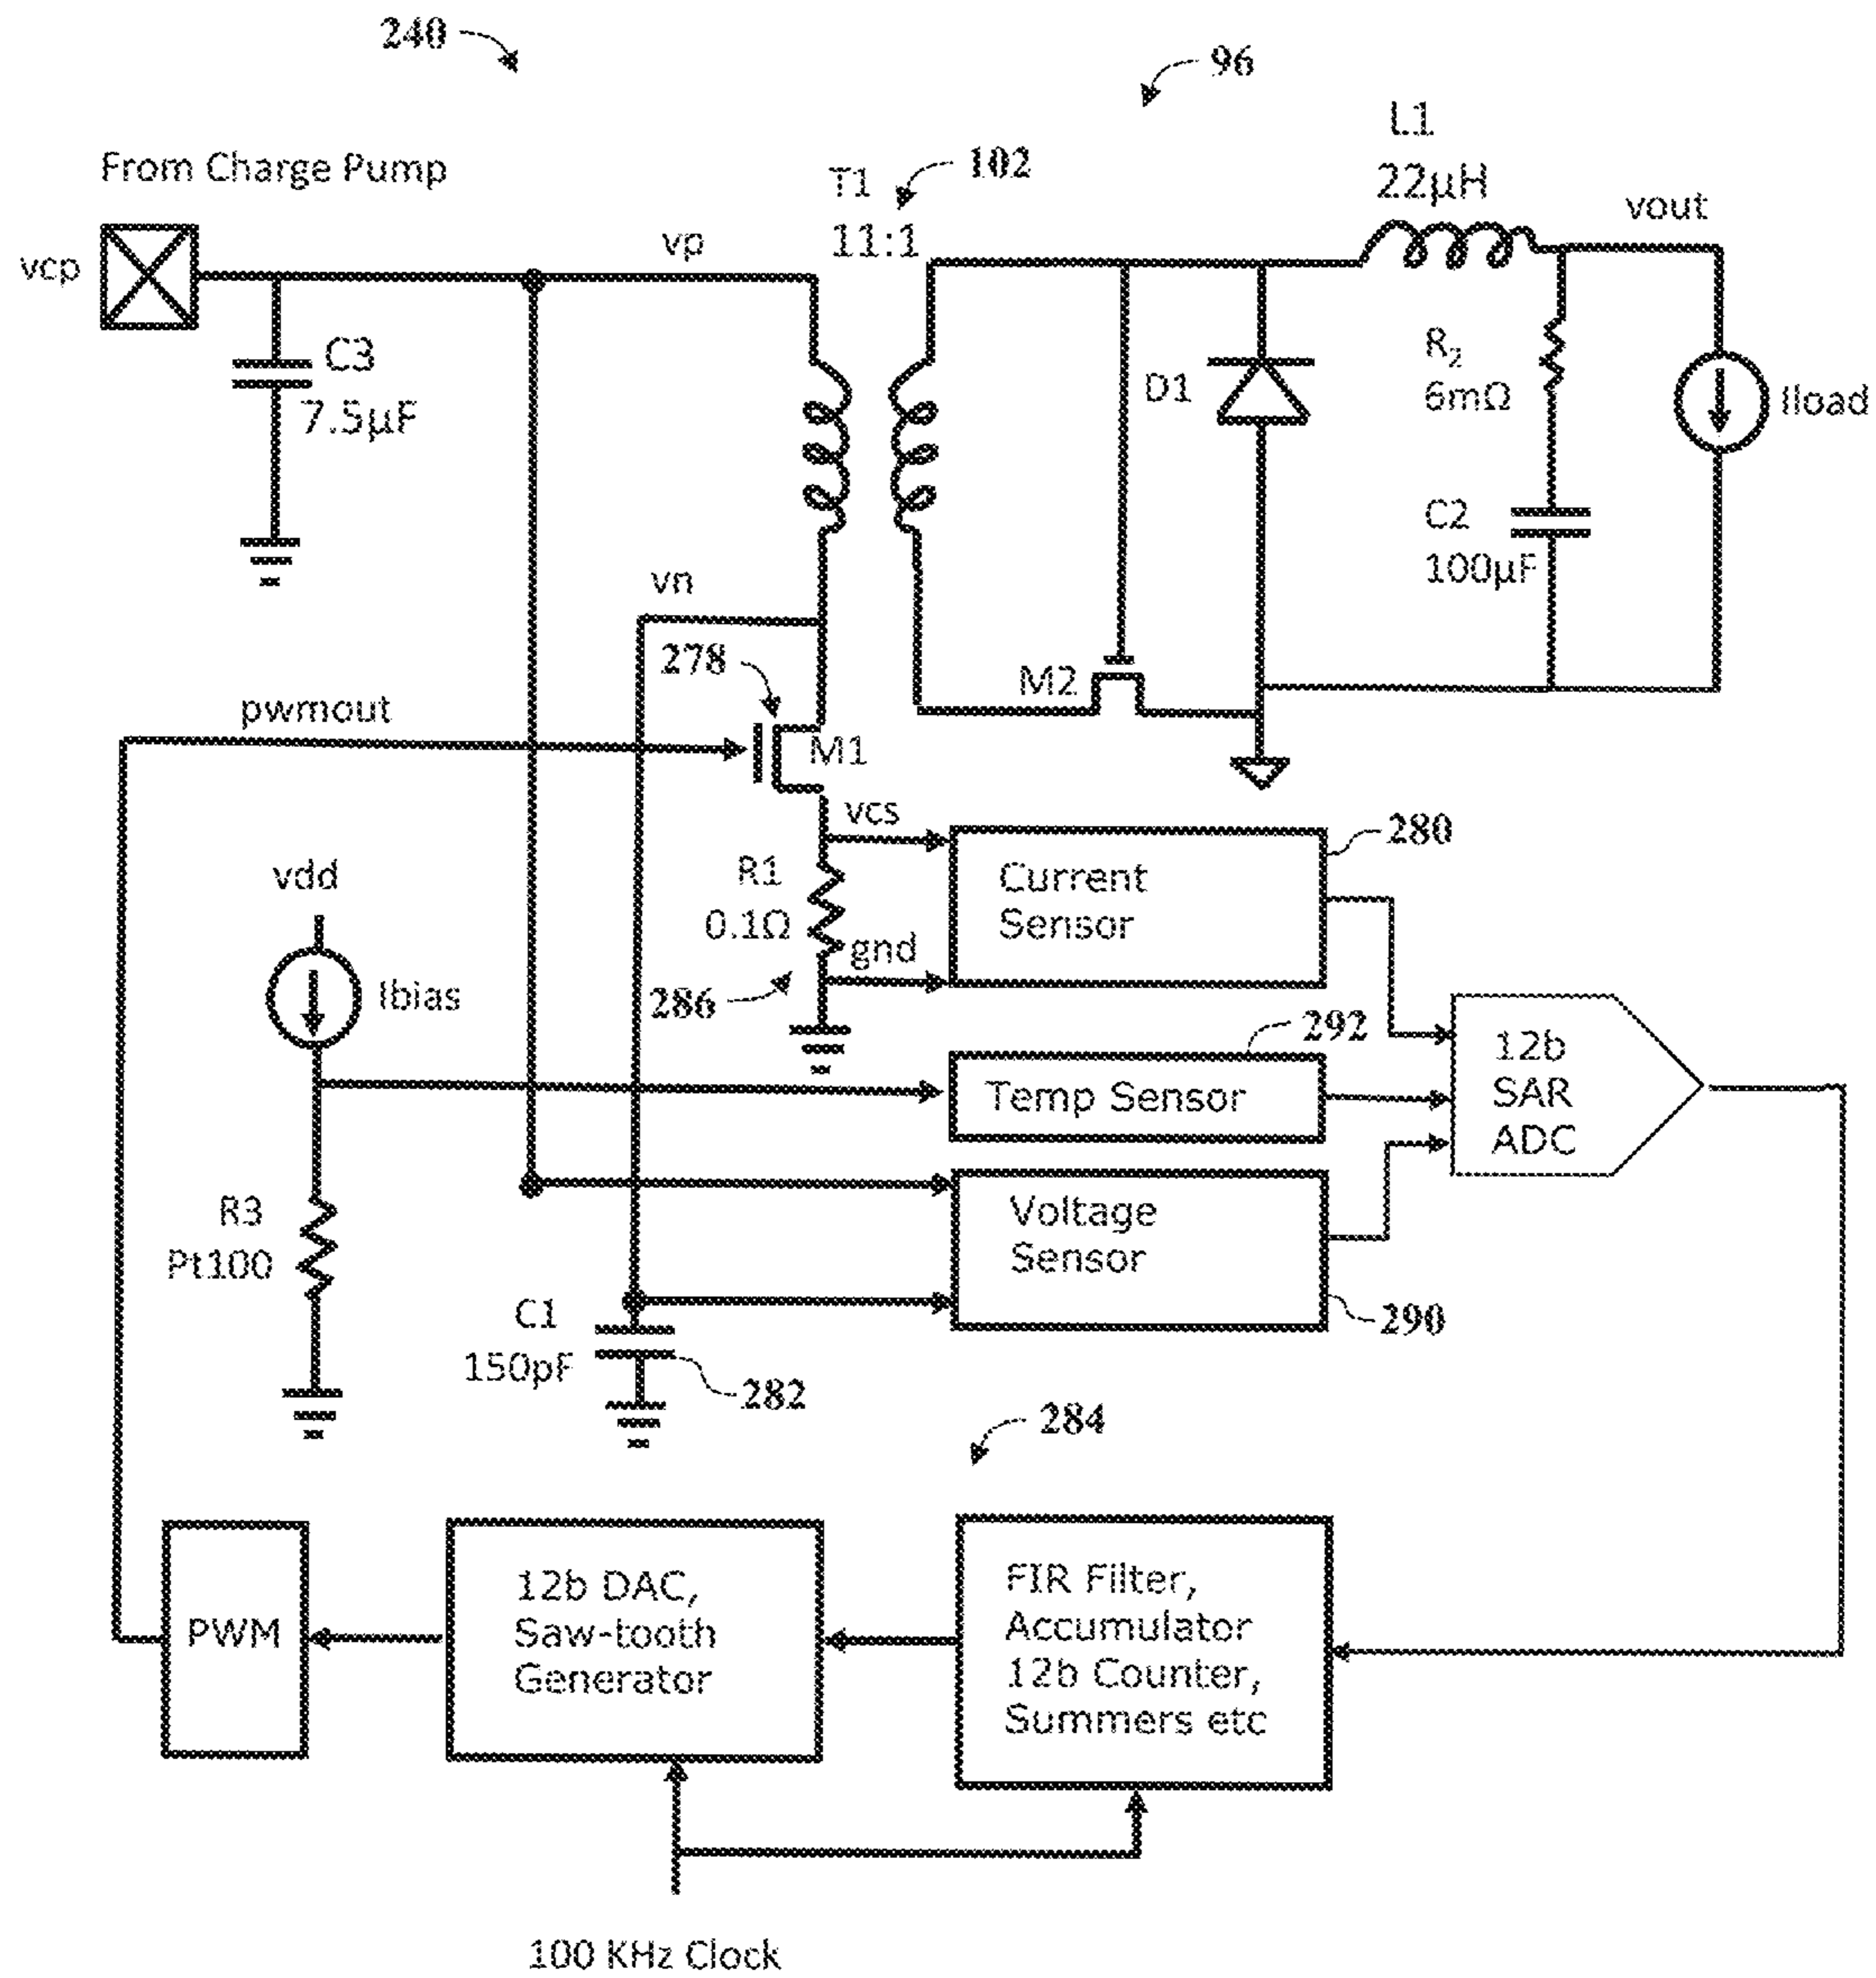 240
96
L1
22µH
From Charge Pump
T1
11:1
102
vout
vcp
vp
C3
7.5µF
D1
R2
6mΩ
Iload
C2
100µF
vn
278
M2
pwmout
M1
vcs
280
vdd
R1
0.1Ω
Current
Sensor
gnd
Ibias
286
292
12b
SAR
ADC
Temp Sensor
R3
Pt100
Voltage
Sensor
C1
150pF
290
282
284
PWM
12b DAC,
Saw-tooth
Generator
FIR Filter,
Accumulator
12b Counter,
Summers etc
100 KHz Clock